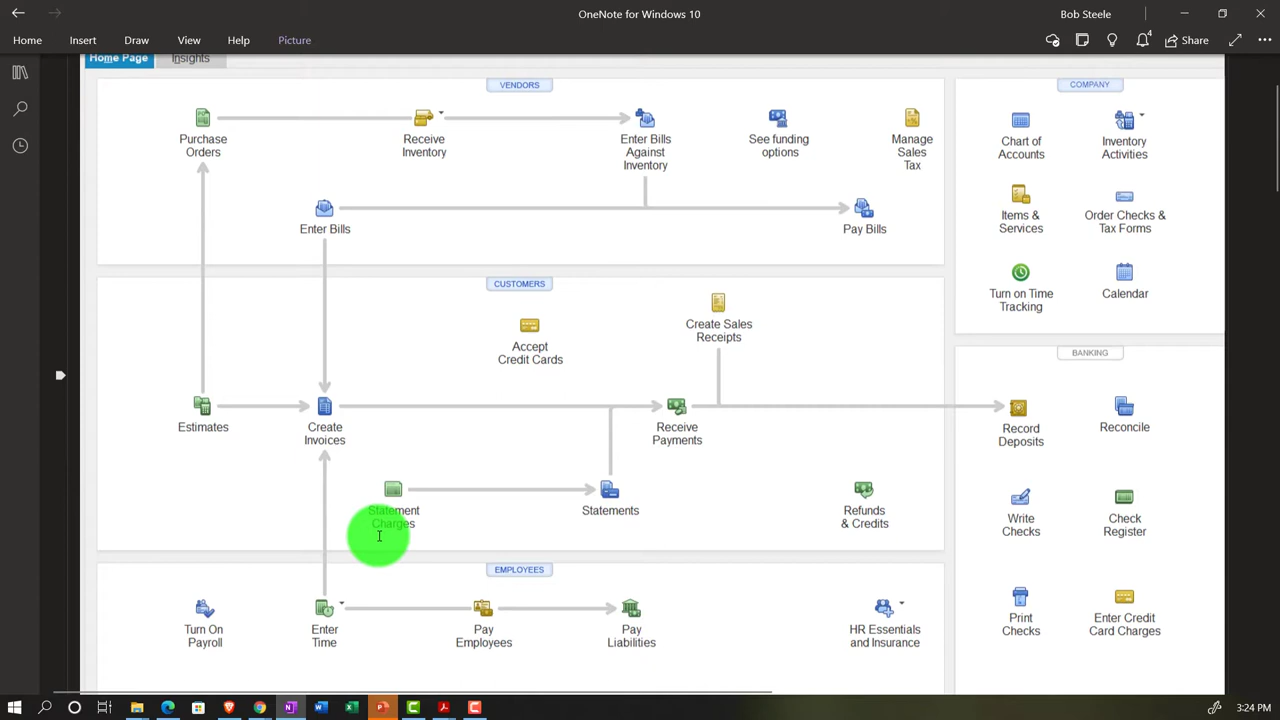 OneNote for Windows 10
Bob Steele
Home
Insert
Draw
View
Help
Picture
4
Share
Home Page
Insights
VENDORS
Purchase
Orders
Receive
Inventory
Enter Bills
Against
Inventory
See funding
options
Manage
Sales
Tax
Enter Bills
Pay Bills
CUSTOMERS
Accept
Credit Cards
Create Sales
Receipts
Estimates
Create
Invoices
Receive
Payments
Statement
Charges
Statements
Refunds
& Credits
EMPLOYEES
Turn On
Payroll
Enter
Time
Pay
Employees
Pay
Liabilities
HR Essentials
and Insurance
COMPANY
Chart of
Accounts
Inventory
Activities
Items &
Services
Order Checks &
Tax Forms
Turn on Time
Tracking
Calendar
BANKING
Record
Deposits
Reconcile
Write
Checks
Check
Register
Print
Checks
Enter Credit
Card Charges
3:24 PM